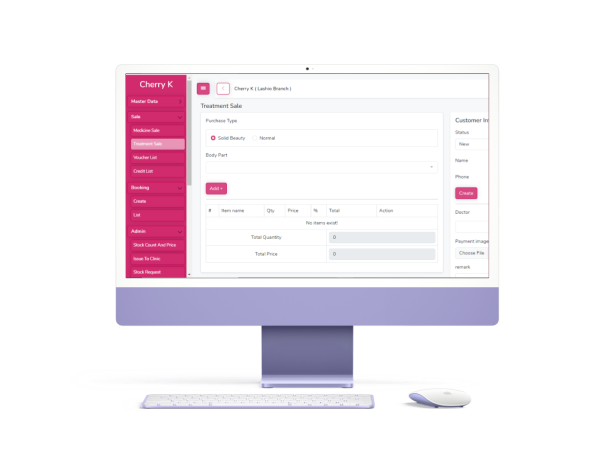 Cherry K
Master Data
Sale
Medicine Sale
Treatment Sale
Voucher List
Credit List
Booking
Create
List
Admin
Stock Count And Price
Issue To Clinic
Stock Request
Cherry K ( Lashio Branch )
Treatment Sale
Purchase Type
Solid Beauty Normal
Body Part
Add +
# Item name Qty Price % Total Action
No items exist!
Total Quantity 0
Total Price 0
Customer In
Status
New
Name
Phone
Create
Doctor
Payment Image
Choose File
remark